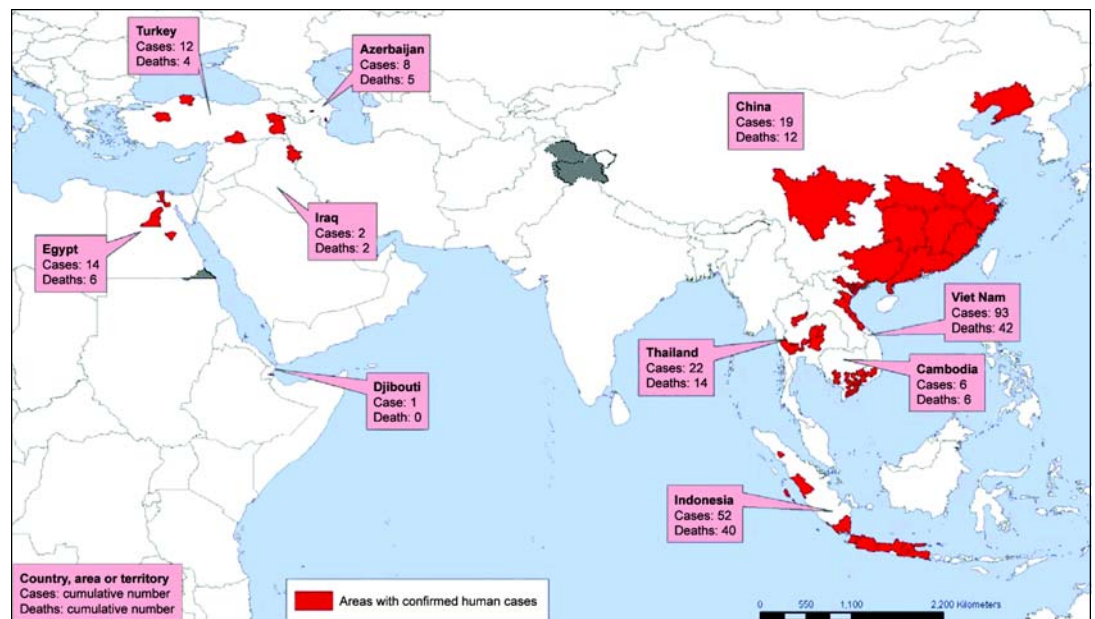 Turkey
Cases: 12
Deaths: 4
Azerbaijan
Cases: 8
Deaths: 5
China
Cases: 19
Deaths: 12
Iraq
Cases: 2
Deaths: 2
Egypt
Cases: 14
Deaths: 6
Viet Nam
Cases: 93
Deaths: 42
Thailand
Cases: 22
Deaths: 14
Cambodia
Cases: 6
Deaths: 6
Djibouti
Case: 1
Death: 0
Indonesia
Cases: 52
Deaths: 40
Country, area or territory
Cases: cumulative number
Deaths: cumulative number
Areas with confirmed human cases
0 550 1,100 2,200 Kilometers